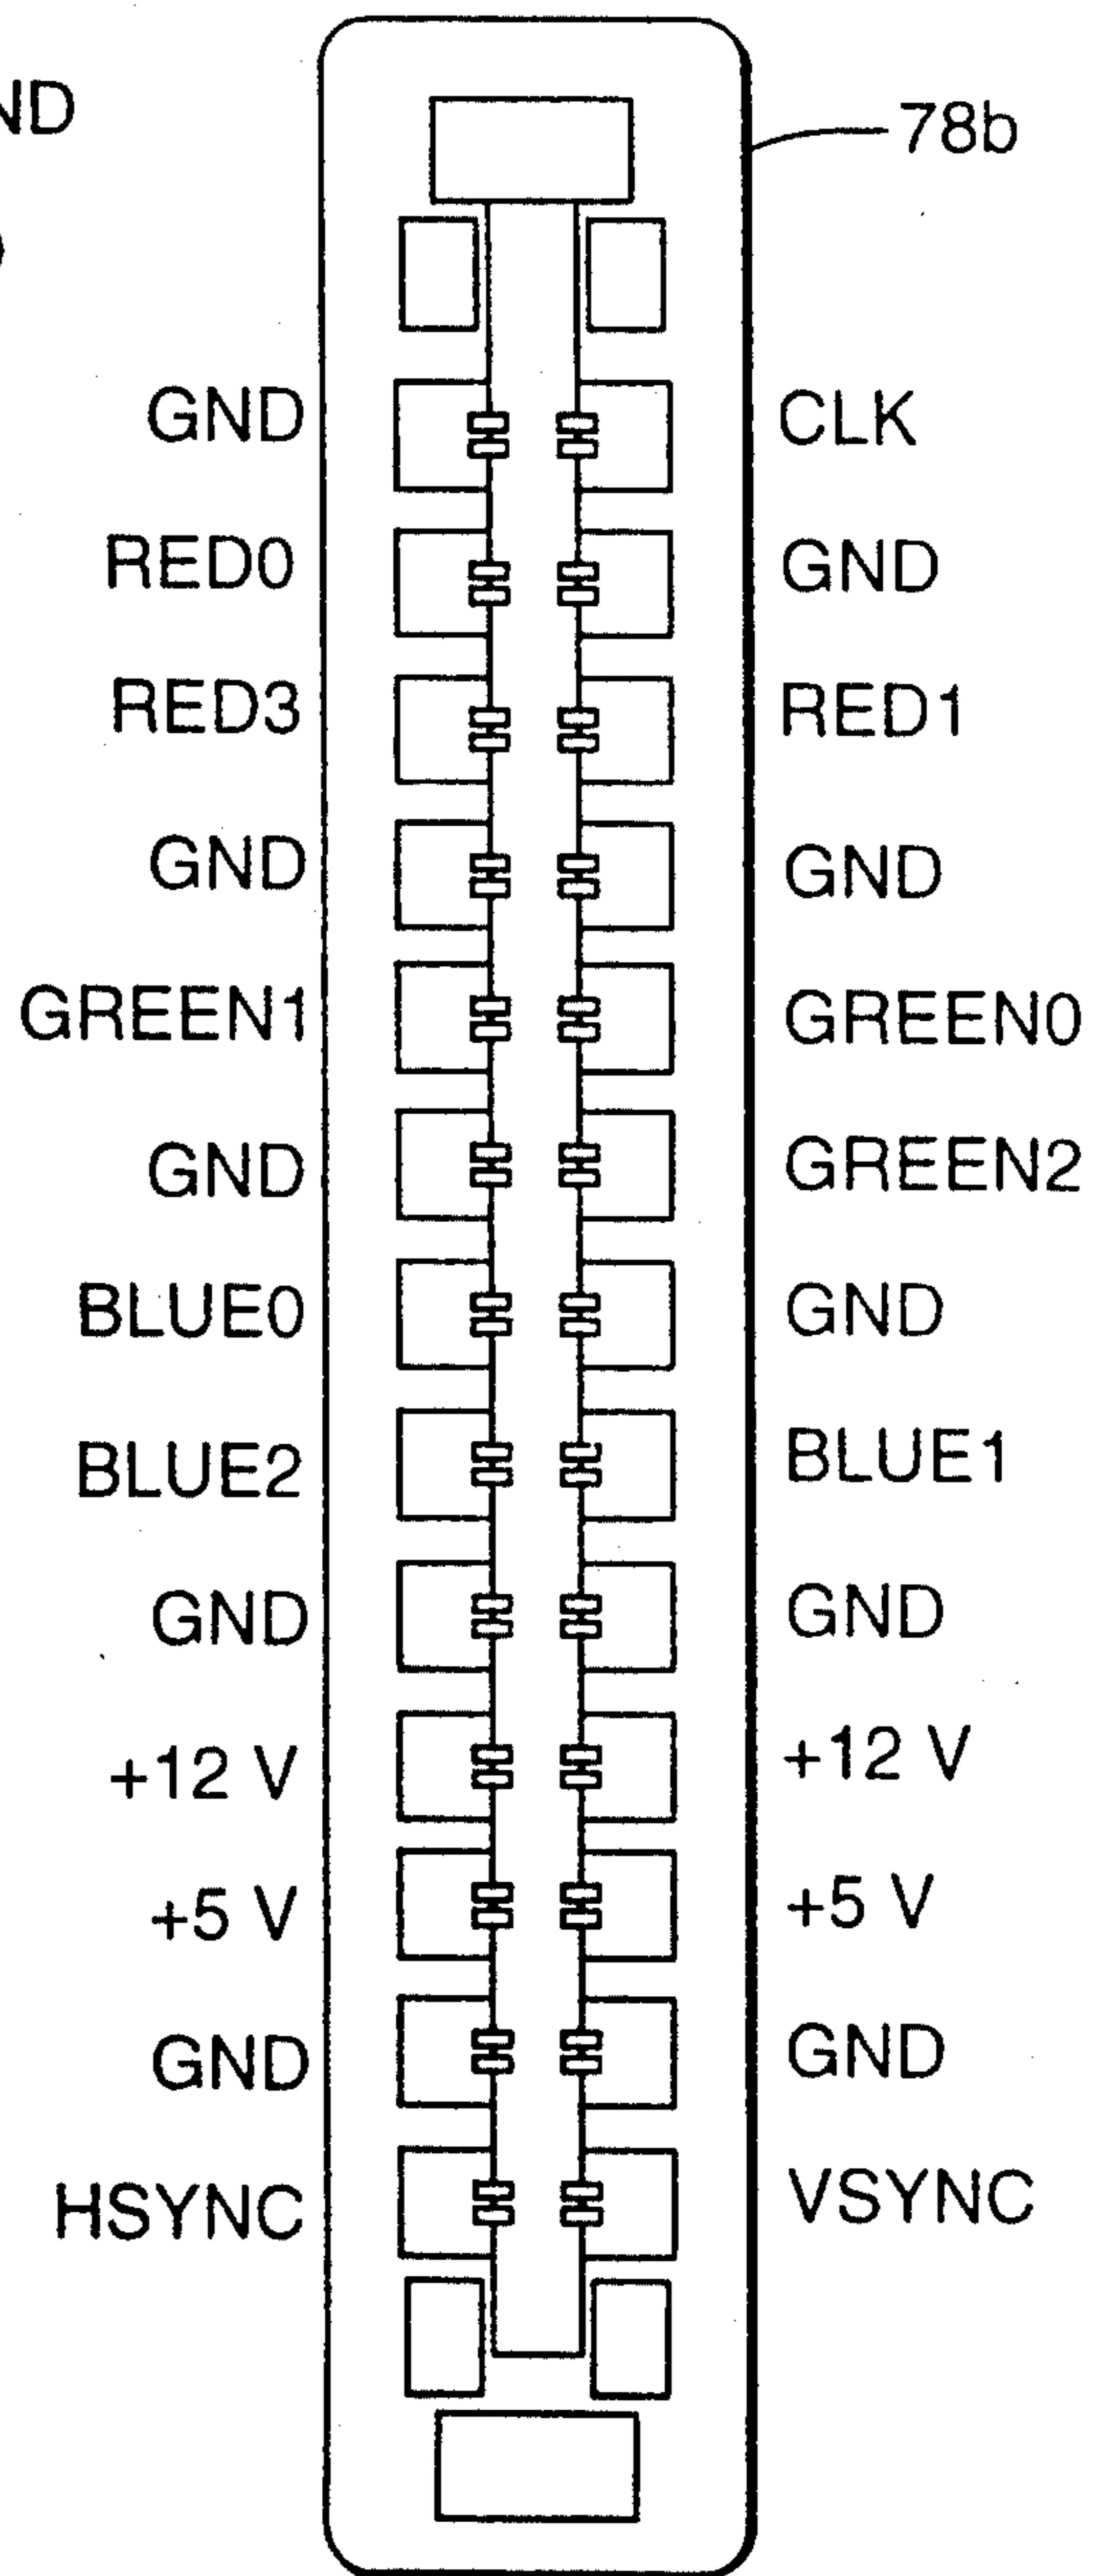 ND
78b
GND CLK
RED0 GND
RED3 RED1
GND GND
GREEN1 GREEN0
GND GREEN2
BLUE0 GND
BLUE2 BLUE1
GND GND
+12 V +12 V
+5 V +5 V
GND GND
HSYNC VSYNC